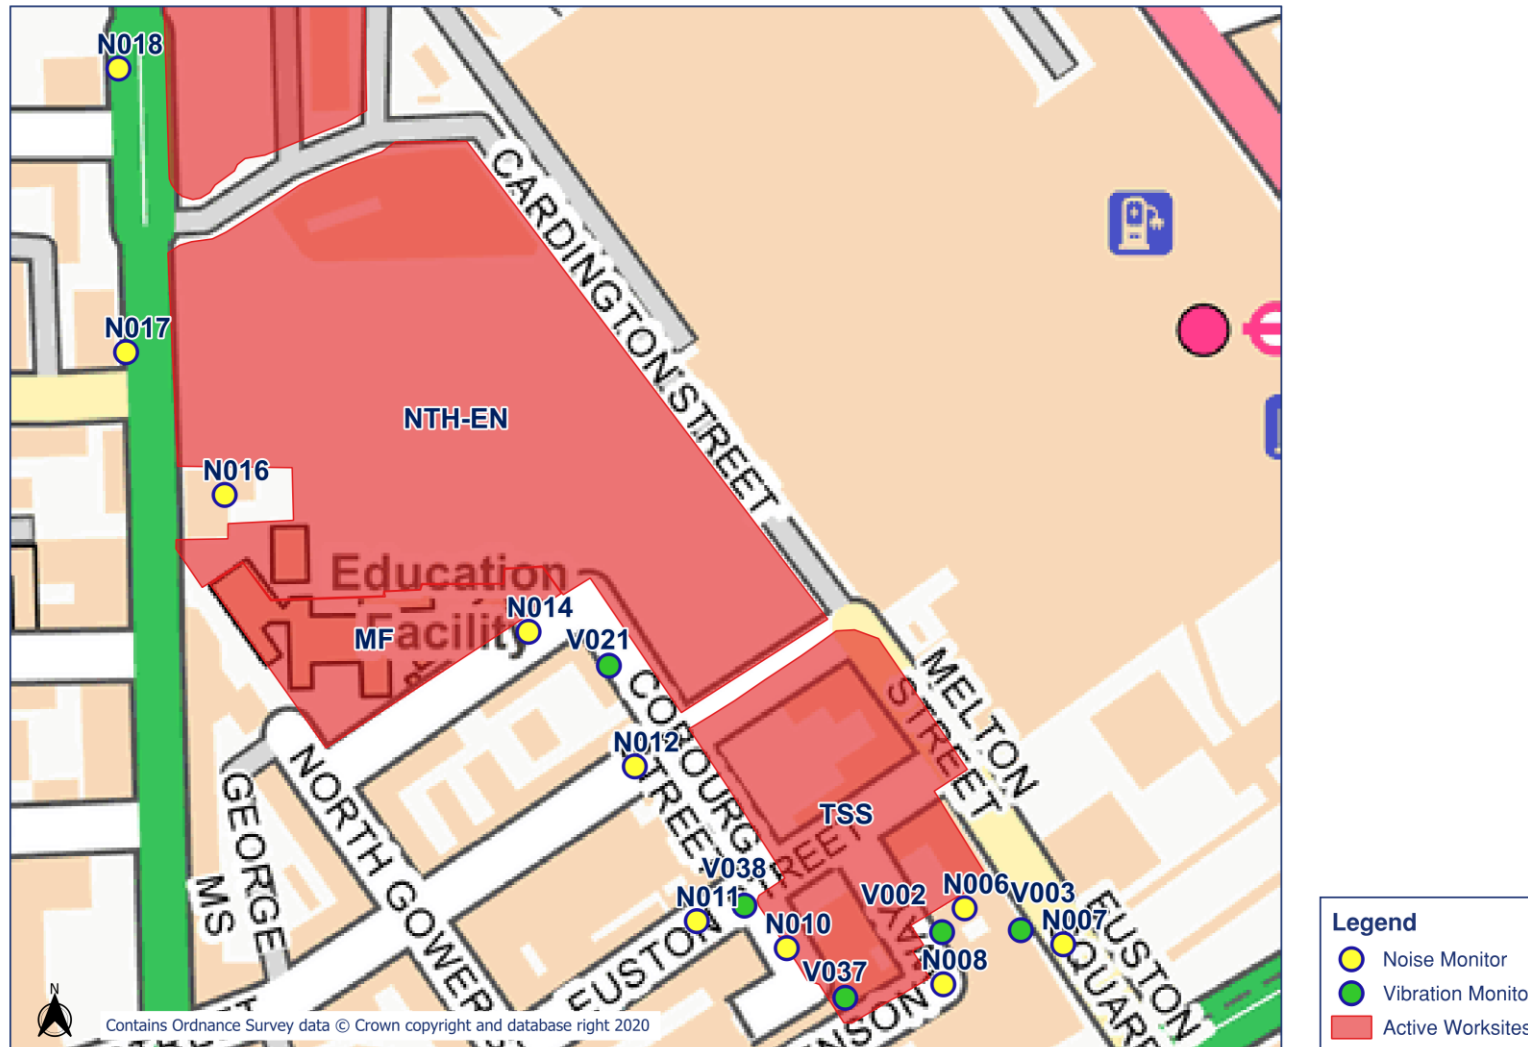 N018
CARDINGTON STREET
N017
NTH-EN
N016
Education
Facility
N014
MF
V021
MELTON
STREET
COBOURG
STREET
N012
NORTH GOWER
GEORGE
MS
TSS
STREET
V038
V002
N006
V003
N011
N007
N010
WAY
EUSTON
SQUARE
N008
V037
EUSTON
N
Contains Ordnance Survey data © Crown copyright and database right 2020
Legend
Noise Monitor
Vibration Monito
Active Worksites